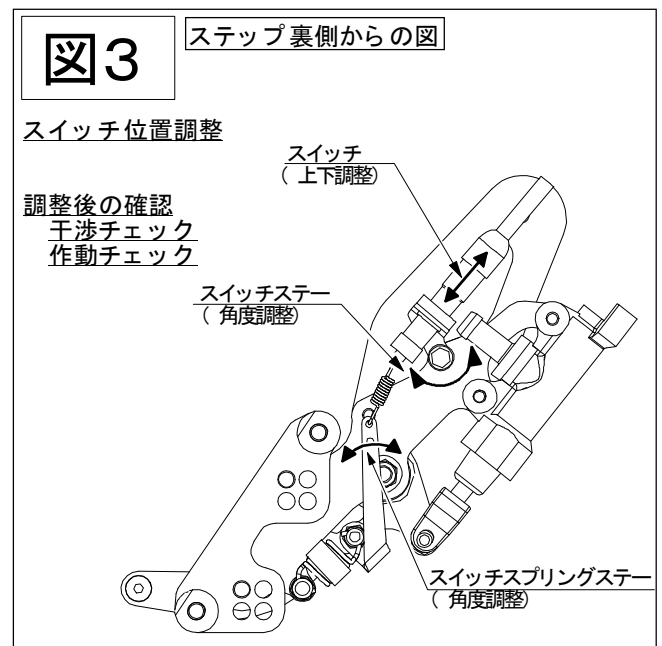 図3
ステップ裏側からの図
スイッチ位置調整
スイッチ
(上下調整)
調整後の確認
干渉チェック
作動チェック
スイッチステー
(角度調整)
スイッチスプリングステー
(角度調整)